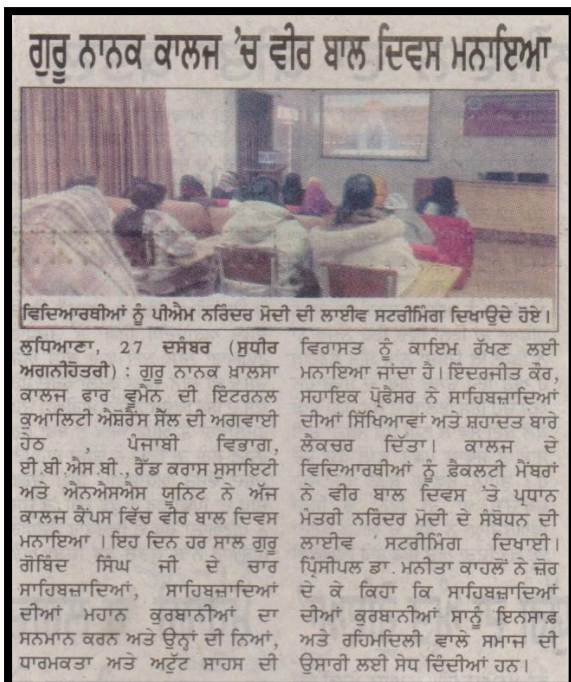 ਗੁਰੂ ਨਾਨਕ ਕਾਲਜ 'ਚ ਵੀਰ ਬਾਲ ਦਿਵਸ ਮਨਾਇਆ
ਵਿਦਿਆਰਥੀਆਂ ਨੂੰ ਪੀਐਮ ਨਰਿੰਦਰ ਮੋਦੀ ਦੀ ਲਾਈਵ ਸਟਰੀਮਿੰਗ ਦਿਖਾਉਦੇ ਹੋਏ।
ਲੁਧਿਆਣਾ, 27 ਦਸੰਬਰ (ਸੁਧੀਰ
ਅਗਨੀਹੋਤਰੀ) : ਗੁਰੂ ਨਾਨਕ ਖ਼ਾਲਸਾ
ਕਾਲਜ ਫਾਰ ਵੂਮੈਨ ਦੀ ਇੰਟਰਨਲ
ਕੁਆਲਿਟੀ ਐਸ਼ੋਰੈਂਸ ਸੈੱਲ ਦੀ ਅਗਵਾਈ
ਹੇਠ , ਪੰਜਾਬੀ ਵਿਭਾਗ,
ਈ.ਬੀ.ਐਸ.ਬੀ., ਰੈੱਡ ਕਰਾਸ ਸੁਸਾਇਟੀ
ਅਤੇ ਐਨਐਸਐਸ ਯੂਨਿਟ ਨੇ ਅੱਜ
ਕਾਲਜ ਕੈਂਪਸ ਵਿੱਚ ਵੀਰ ਬਾਲ ਦਿਵਸ
ਮਨਾਇਆ । ਇਹ ਦਿਨ ਹਰ ਸਾਲ ਗੁਰੂ
ਗੋਬਿੰਦ ਸਿੰਘ ਜੀ ਦੇ ਚਾਰ
ਸਾਹਿਬਜ਼ਾਦਿਆਂ, ਸਾਹਿਬਜ਼ਾਦਿਆਂ
ਦੀਆਂ ਮਹਾਨ ਕੁਰਬਾਨੀਆਂ ਦਾ
ਸਨਮਾਨ ਕਰਨ ਅਤੇ ਉਨ੍ਹਾਂ ਦੀ ਨਿਆਂ,
ਧਾਰਮਕਤਾ ਅਤੇ ਅਟੁੱਟ ਸਾਹਸ ਦੀ
ਵਿਰਾਸਤ ਨੂੰ ਕਾਇਮ ਰੱਖਣ ਲਈ
ਮਨਾਇਆ ਜਾਂਦਾ ਹੈ। ਇੰਦਰਜੀਤ ਕੌਰ,
ਸਹਾਇਕ ਪ੍ਰੋਫੈਸਰ ਨੇ ਸਾਹਿਬਜ਼ਾਦਿਆਂ
ਦੀਆਂ ਸਿੱਖਿਆਵਾਂ ਅਤੇ ਸ਼ਹਾਦਤ ਬਾਰੇ
ਲੈਕਚਰ ਦਿੱਤਾ। ਕਾਲਜ ਦੇ
ਵਿਦਿਆਰਥੀਆਂ ਨੂੰ ਫ਼ੈਕਲਟੀ ਮੈਂਬਰਾਂ
ਨੇ ਵੀਰ ਬਾਲ ਦਿਵਸ 'ਤੇ ਪ੍ਰਧਾਨ
ਮੰਤਰੀ ਨਰਿੰਦਰ ਮੋਦੀ ਦੇ ਸੰਬੋਧਨ ਦੀ
ਲਾਈਵ ਸਟਰੀਮਿੰਗ ਦਿਖਾਈ।
ਪ੍ਰਿੰਸੀਪਲ ਡਾ. ਮਨੀਤਾ ਕਾਹਲੋਂ ਨੇ ਜ਼ੋਰ
ਦੇ ਕੇ ਕਿਹਾ ਕਿ ਸਾਹਿਬਜ਼ਾਦਿਆਂ
ਦੀਆਂ ਕੁਰਬਾਨੀਆਂ ਸਾਨੂੰ ਇਨਸਾਫ਼
ਅਤੇ ਰਹਿਮਦਿਲੀ ਵਾਲੇ ਸਮਾਜ ਦੀ
ਉਸਾਰੀ ਲਈ ਸੇਧ ਦਿੰਦੀਆਂ ਹਨ।